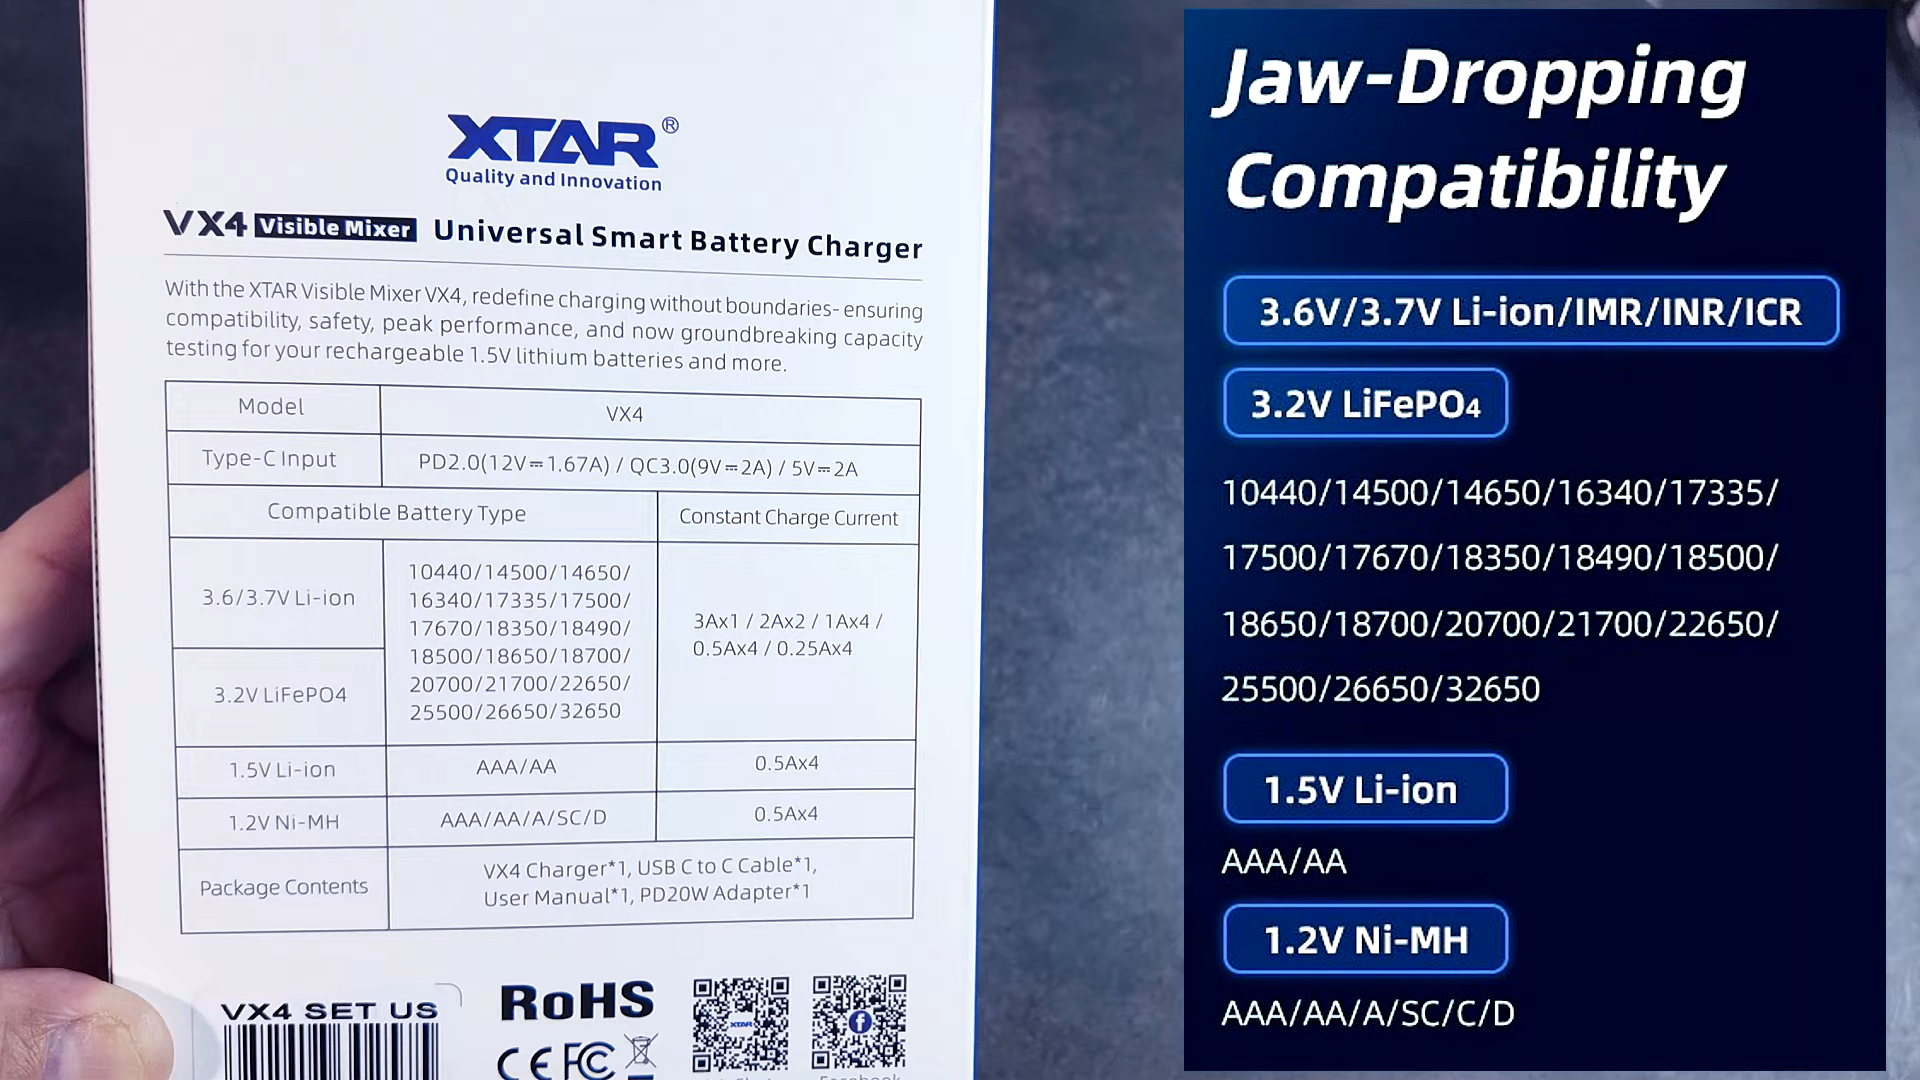 XTAR®
Quality and Innovation
VX4 Visible Mixer Universal Smart Battery Charger
With the XTAR Visible Mixer VX4, redefine charging without boundaries- ensuring
compatibility, safety, peak performance, and now groundbreaking capacity
testing for your rechargeable 1.5V lithium batteries and more.
Model
VX4
Type-C Input
PD2.0(12V⎓1.67A) / QC3.0(9V⎓2A) / 5V⎓2A
Compatible Battery Type
Constant Charge Current
3.6/3.7V Li-ion
3.2V LiFePO4
10440/14500/14650/
16340/17335/17500/
17670/18350/18490/
18500/18650/18700/
20700/21700/22650/
25500/26650/32650
3Ax1 / 2Ax2 / 1Ax4 /
0.5Ax4 / 0.25Ax4
1.5V Li-ion
AAA/AA
0.5Ax4
1.2V Ni-MH
AAA/AA/A/SC/D
0.5Ax4
Package Contents
VX4 Charger*1, USB C to C Cable*1,
User Manual*1, PD20W Adapter*1
VX4 SET US
RoHS
CE FC
XTAR
Facebook
Jaw-Dropping
Compatibility
3.6V/3.7V Li-ion/IMR/INR/ICR
3.2V LiFePO4
10440/14500/14650/16340/17335/
17500/17670/18350/18490/18500/
18650/18700/20700/21700/22650/
25500/26650/32650
1.5V Li-ion
AAA/AA
1.2V Ni-MH
AAA/AA/A/SC/C/D